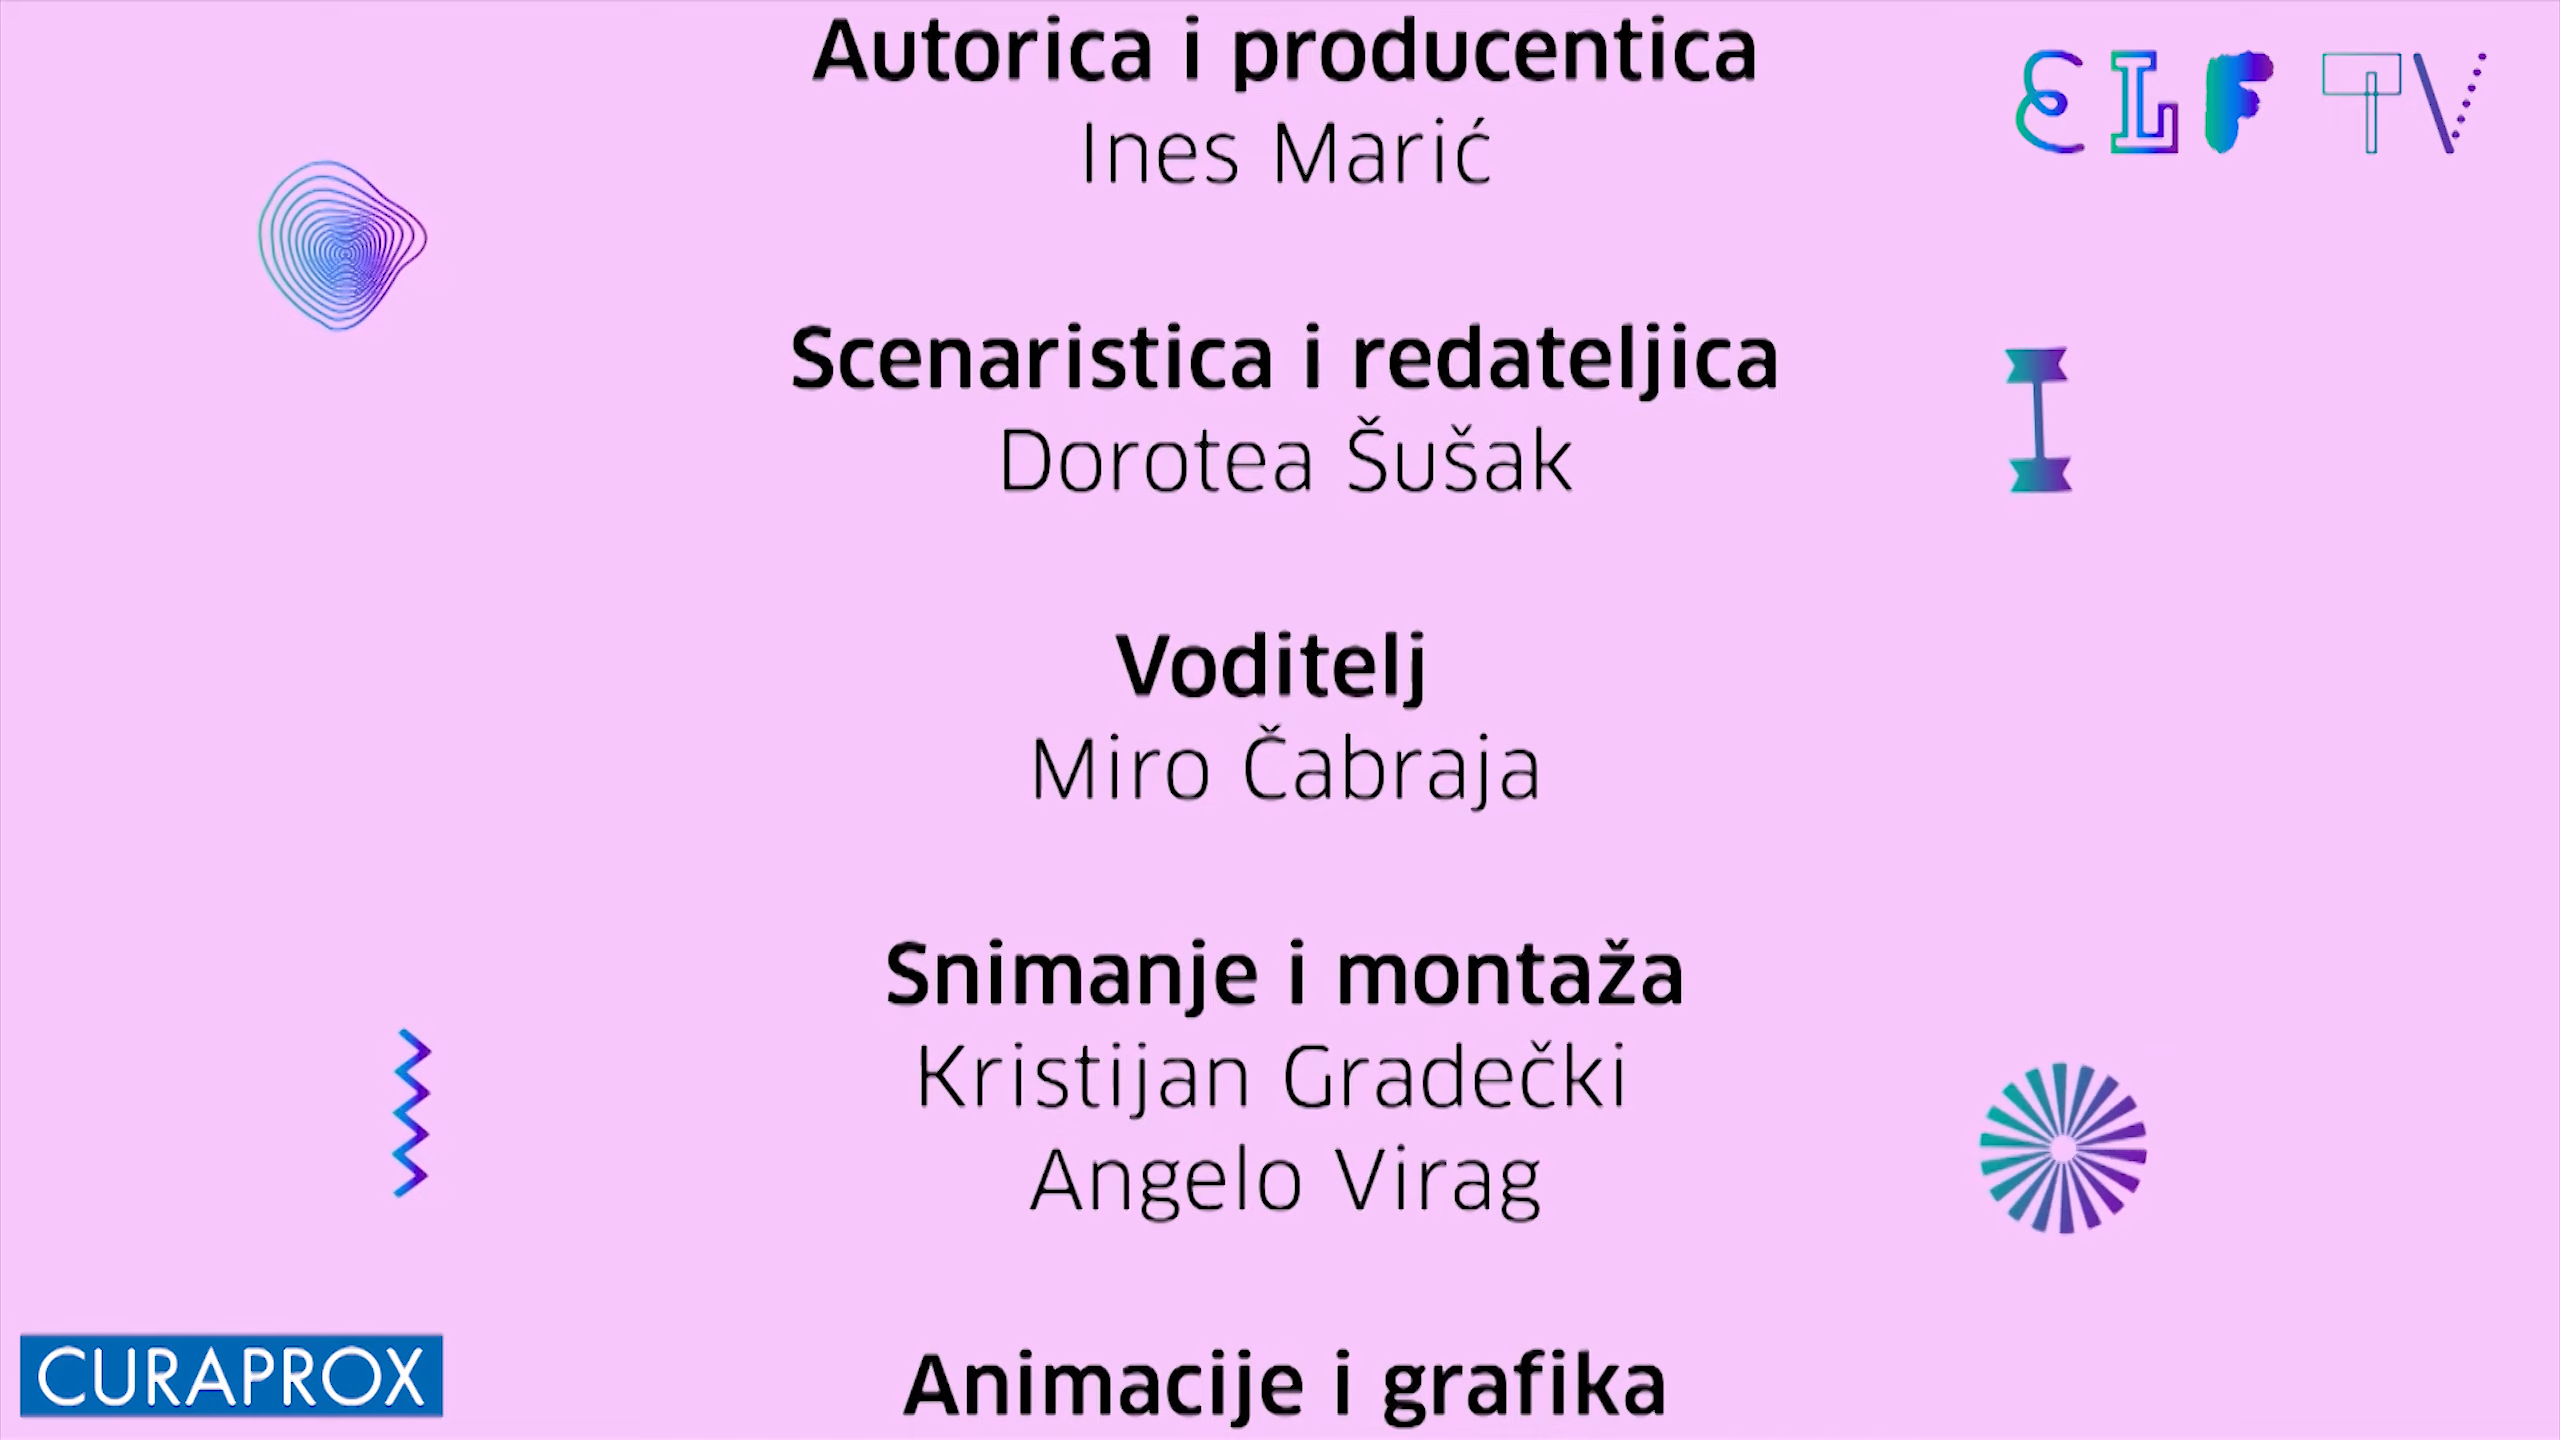 Autorica i producentica
Ines Marić
ELF TV
Scenaristica i redateljica
Dorotea Šušak
Voditelj
Miro Čabraja
Snimanje i montaža
Kristijan Gradečki
Angelo Virag
CURAPROX
Animacije i grafika